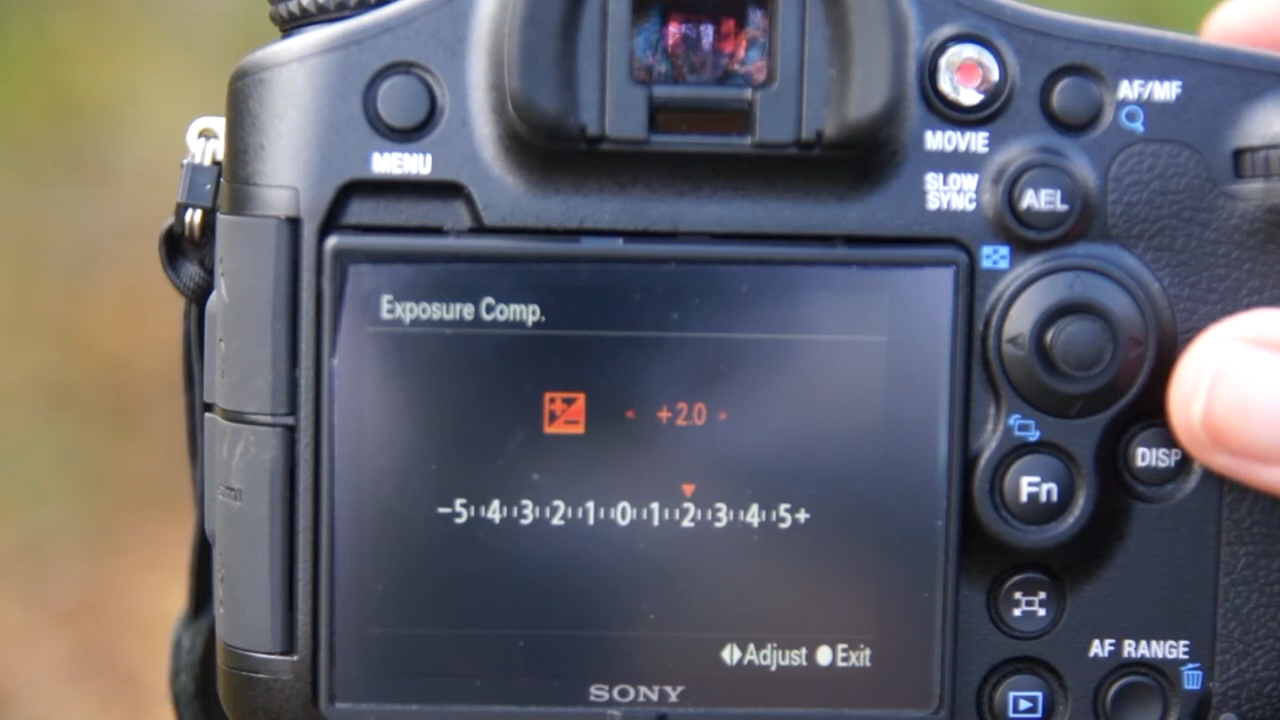 MENU
MOVIE
AF/MF
SLOW
SYNC
AEL
Exposure Comp.
+2.0
−5 4 3 2 1 0 1 2 3 4 5+
Adjust Exit
SONY
DISP
Fn
AF RANGE